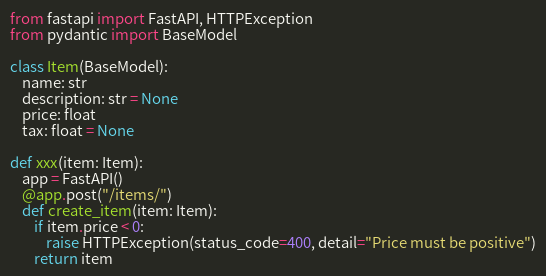 from fastapi import FastAPI, HTTPException
from pydantic import BaseModel

class Item(BaseModel):
    name: str
    description: str = None
    price: float
    tax: float = None

def xxx(item: Item):
    app = FastAPI()
    @app.post("/items/")
    def create_item(item: Item):
        if item.price < 0:
            raise HTTPException(status_code=400, detail="Price must be positive")
        return item